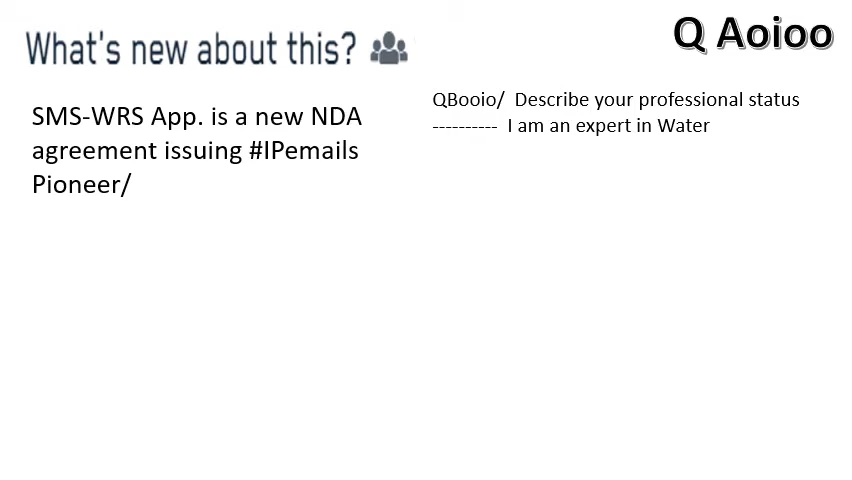 What's new about this?
Q Aoioo
SMS-WRS App. is a new NDA
agreement issuing #IPemails
Pioneer/
QBooio/  Describe your professional status
----------  I am an expert in Water